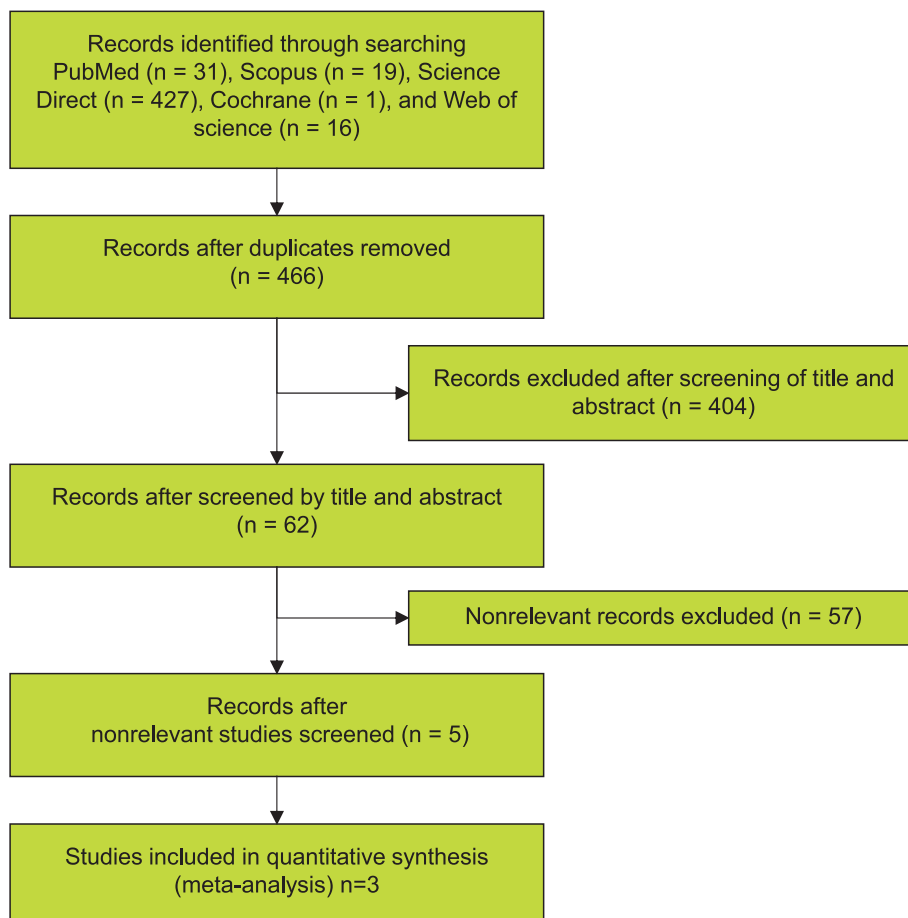 Records identified through searching
PubMed (n = 31), Scopus (n = 19), Science
Direct (n = 427), Cochrane (n = 1), and Web of
science (n = 16)
Records after duplicates removed
(n = 466)
Records excluded after screening of title and
abstract (n = 404)
Records after screened by title and abstract
(n = 62)
Nonrelevant records excluded (n = 57)
Records after
nonrelevant studies screened (n = 5)
Studies included in quantitative synthesis
(meta-analysis) n=3